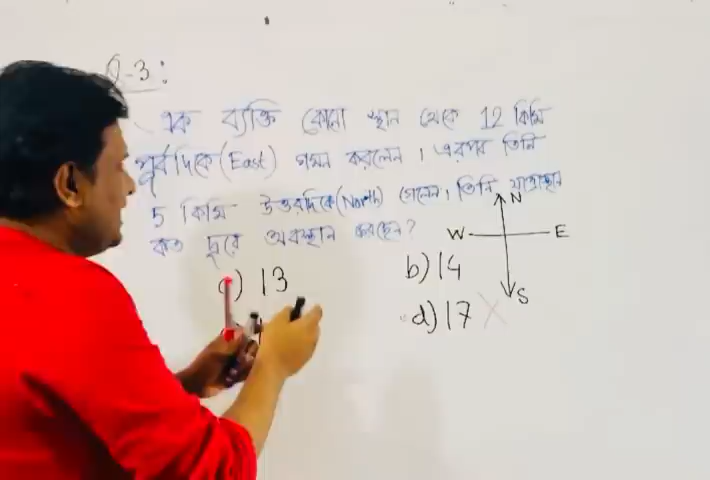 Q-3:
এক ব্যক্তি কোনো স্থান থেকে 12 কিমি
পূর্বদিকে (East) গমন করলেন। এরপর তিনি
5 কিমি উত্তরদিকে (North) গেলেন। তিনি
কত দূরে অবস্থান করছেন?
N
W E
S
a) 13
b) 14
d) 17 X